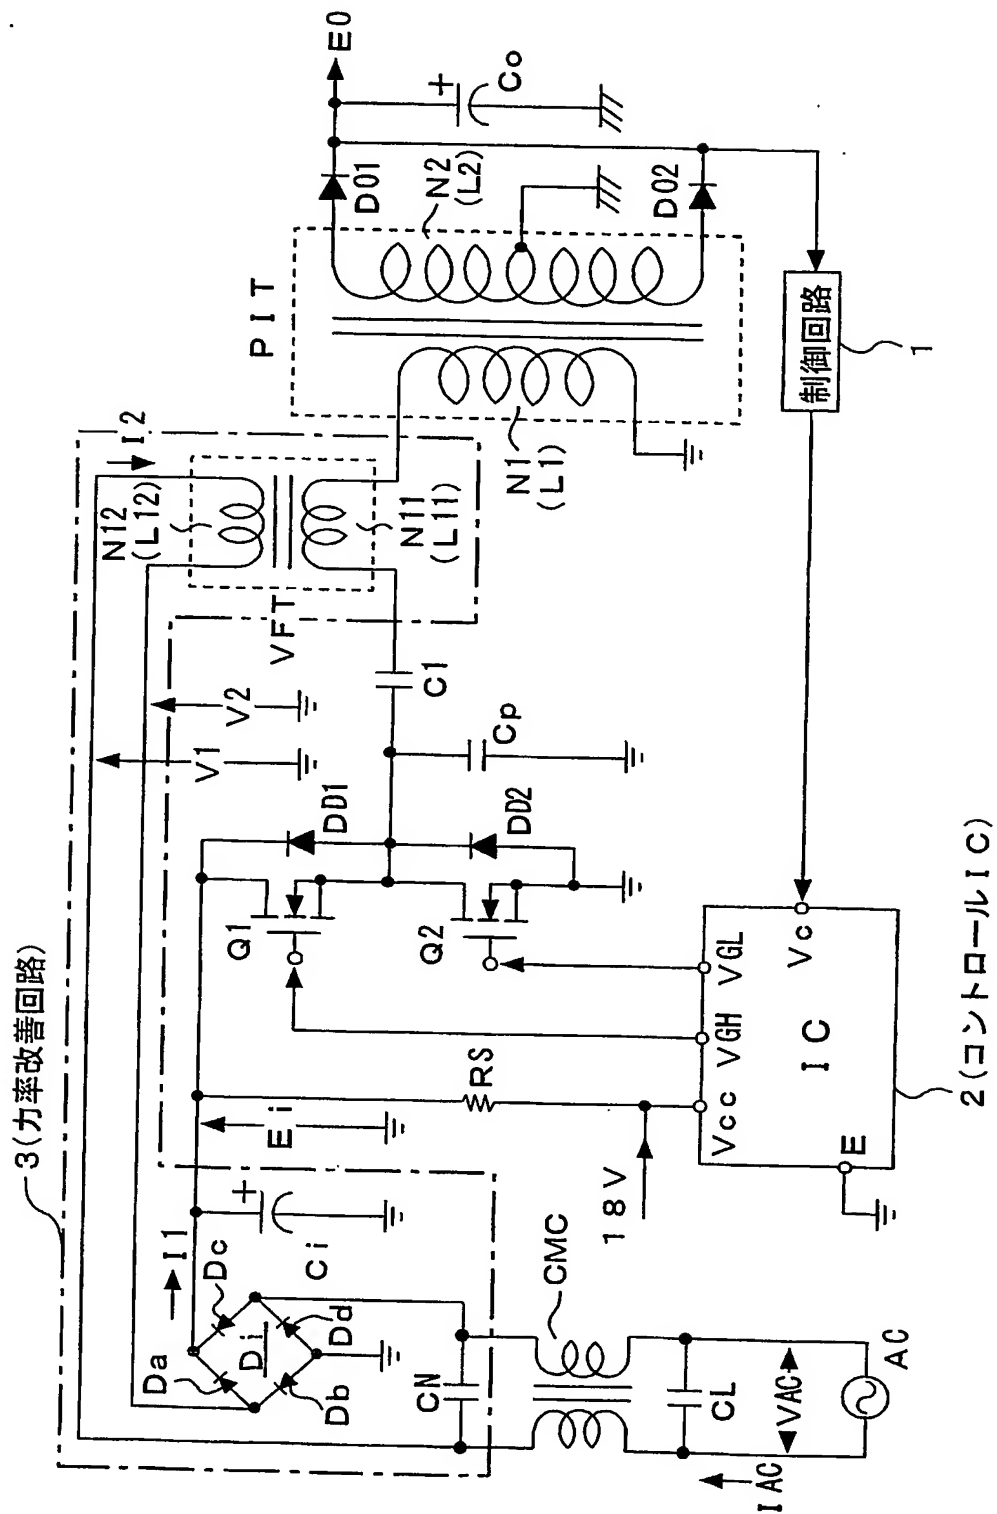 3(力率改善回路)
I2
N12
(L12)
N11
(L11)
VFT
V1
V2
PIT
N1
(L1)
N2
(L2)
D01
D02
E0
+
Co
C1
Cp
DD1
DD2
Q1
Q2
I1
Da
Dc
Di
Db
Dd
+
Ci
Ei
RS
18V
Vcc
VGH
VGL
Vc
IC
E
2(コントロールIC)
制御回路
1
CN
CMC
CL
VAC
AC
IAC